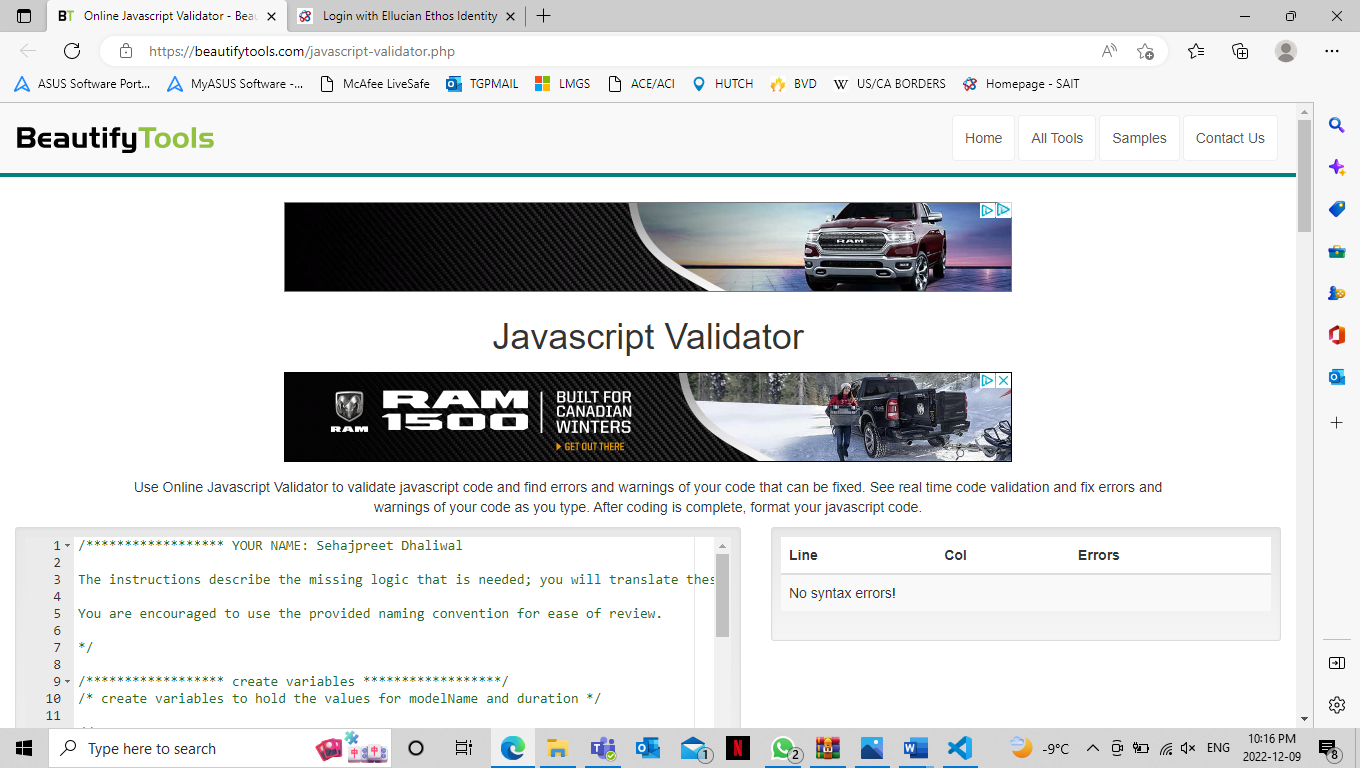 BT Online Javascript Validator - Beau
Login with Ellucian Ethos Identity
https://beautifytools.com/javascript-validator.php
ASUS Software Port...
MyASUS Software -...
McAfee LiveSafe
TGPMAIL
LMGS
ACE/ACI
HUTCH
BVD
W US/CA BORDERS
Homepage - SAIT
BeautifyTools
Home
All Tools
Samples
Contact Us
RAM
Javascript Validator
RAM
RAM 1500
BUILT FOR
CANADIAN
WINTERS
GET OUT THERE
Use Online Javascript Validator to validate javascript code and find errors and warnings of your code that can be fixed. See real time code validation and fix errors and
warnings of your code as you type. After coding is complete, format your javascript code.
1 /****************** YOUR NAME: Sehajpreet Dhaliwal
2
3 The instructions describe the missing logic that is needed; you will translate thes
4
5 You are encouraged to use the provided naming convention for ease of review.
6
7 */
8
9 /****************** create variables ******************/
10 /* create variables to hold the values for modelName and duration */
11
Line Col Errors
No syntax errors!
Type here to search
1
N
2
W
-9°C
ENG
10:16 PM
2022-12-09
8